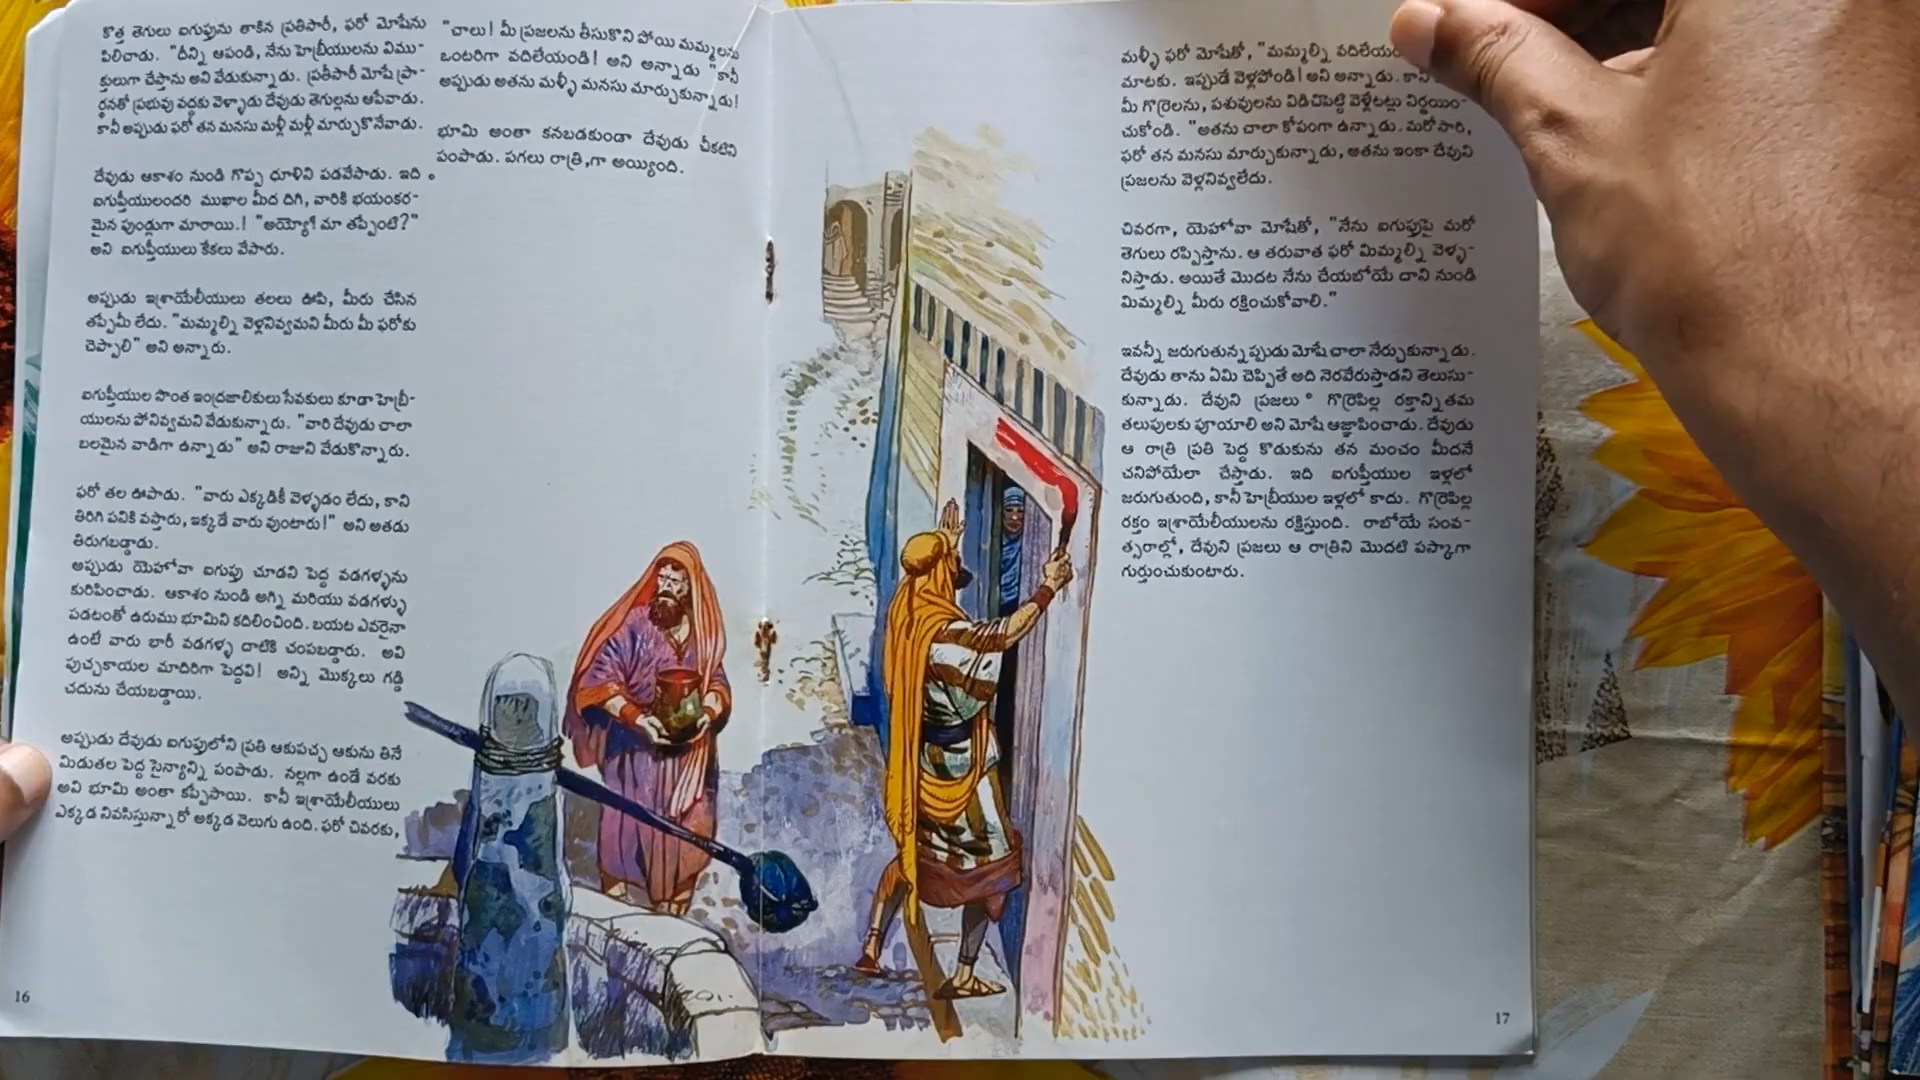 కొత్త తెగులు ఐగుప్తును తాకిన ప్రతిసారీ, ఫరో మోషేను
పిలిచాడు. "దీన్ని ఆపండి, నేను హెబ్రీయులను విము-
క్తులుగా చేస్తాను అని వేడుకున్నాడు. ప్రతీసారీ మోషే ప్రా-
ర్థనతో ప్రభువు వద్దకు వెళ్ళాడు దేవుడు తెగుల్లను ఆపేవాడు.
కానీ అప్పుడు ఫరో తన మనసు మళ్లీ మళ్లీ మార్చుకొనేవాడు.
దేవుడు ఆకాశం నుండి గొప్ప ధూళిని పడవేసాడు. ఇది
ఐగుప్తీయులందరి ముఖాల మీద దిగి, వారికి భయంకర-
మైన పుండ్లుగా మారాయి.! "అయ్యో! మా తప్పేంటి?"
అని ఐగుప్తీయులు కేకలు వేసారు.
అప్పుడు ఇశ్రాయేలీయులు తలలు ఊపి, మీరు చేసిన
తప్పేమీ లేదు. "మమ్మల్ని వెళ్లనివ్వమని మీరు మీ ఫరోకు
చెప్పాలి" అని అన్నారు.
ఐగుప్తీయుల సొంత ఇంద్రజాలికులు సేవకులు కూడా హెబ్రీ-
యులను పోనివ్వమని వేడుకున్నారు. "వారి దేవుడు చాలా
బలమైన వాడిగా ఉన్నాడు" అని రాజుని వేడుకొన్నారు.
ఫరో తల ఊపాడు. "వారు ఎక్కడికీ వెళ్ళడం లేదు, కాని
తిరిగి పనికి వస్తారు, ఇక్కడే వారు వుంటారు!" అని అతడు
తిరుగబడ్డాడు.
అప్పుడు యెహోవా ఐగుప్తు చూడని పెద్ద వడగళ్ళను
కురిపించాడు. ఆకాశం నుండి అగ్ని మరియు వడగళ్ళు
పడటంతో ఉరుము భూమిని కదిలించింది. బయట ఎవరైనా
ఉంటే వారు భారీ వడగళ్ళ దాటికి చంపబడ్డారు. అవి
పుచ్చకాయల మాదిరిగా పెద్దవి! అన్ని మొక్కలు గడ్డి
చదును చేయబడ్డాయి.
అప్పుడు దేవుడు ఐగుప్తులోని ప్రతి ఆకుపచ్చ ఆకును తినే
మిడుతల పెద్ద సైన్యాన్ని పంపాడు. నల్లగా ఉండే వరకు
అవి భూమి అంతా కప్పేసాయి. కానీ ఇశ్రాయేలీయులు
ఎక్కడ నివసిస్తున్నారో అక్కడ వెలుగు ఉంది. ఫరో చివరకు,
16
"చాలు! మీ ప్రజలను తీసుకొని పోయి మమ్మలను
ఒంటరిగా వదిలేయండి! అని అన్నాడు "కానీ
అప్పుడు అతను మళ్ళీ మనసు మార్చుకున్నాడు!
భూమి అంతా కనబడకుండా దేవుడు చీకటిని
పంపాడు. పగలు రాత్రి,గా అయ్యింది.
మళ్ళీ ఫరో మోషేతో, "మమ్మల్ని
మాటకు. ఇప్పుడే వెళ్లపోండి! అని అన్నాడు. కానీ
మీ గొర్రెలను, పశువులను విడిచిపెట్టి వెళ్లేటట్లు నిర్ణయిం-
చుకోండి. "అతను చాలా కోపంగా ఉన్నాడు. మరోసారి,
ఫరో తన మనసు మార్చుకున్నాడు, అతను ఇంకా దేవుని
ప్రజలను వెళ్లనివ్వలేదు.
చివరగా, యెహోవా మోషేతో, "నేను ఐగుప్తుపై మరో
తెగులు రప్పిస్తాను. ఆ తరువాత ఫరో మిమ్మల్ని వెళ్ళ-
నిస్తాడు. అయితే మొదట నేను చేయబోయే దాని నుండి
మిమ్మల్ని మీరు రక్షించుకోవాలి."
ఇవన్నీ జరుగుతున్నప్పుడు మోషే చాలా నేర్చుకున్నాడు.
దేవుడు తాను ఏమి చెప్పితే అది నెరవేరుస్తాడని తెలుసు-
కున్నాడు. దేవుని ప్రజలు ° గొర్రెపిల్ల రక్తాన్ని తమ
తలుపులకు పూయాలి అని మోషే ఆజ్ఞాపించాడు. దేవుడు
ఆ రాత్రి ప్రతి పెద్ద కొడుకును తన మంచం మీదనే
చనిపోయేలా చేస్తాడు. ఇది ఐగుప్తీయుల ఇళ్లలో
జరుగుతుంది, కానీ హెబ్రీయుల ఇళ్లలో కాదు. గొర్రెపిల్ల
రక్తం ఇశ్రాయేలీయులను రక్షిస్తుంది. రాబోయే సంవ-
త్సరాల్లో, దేవుని ప్రజలు ఆ రాత్రిని మొదటి పస్కాగా
గుర్తుంచుకుంటారు.
17